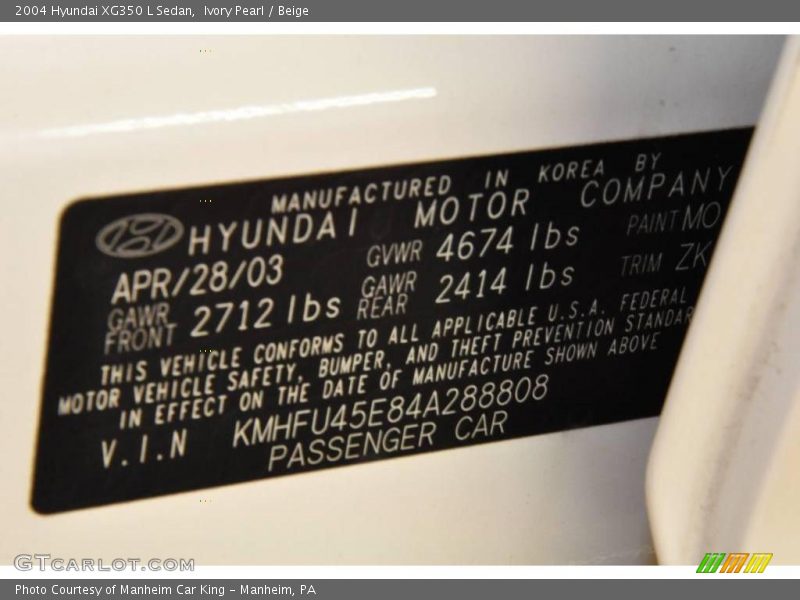 2004 Hyundai XG350 L Sedan, Ivory Pearl / Beige
MANUFACTURED IN KOREA BY
HYUNDAI MOTOR COMPANY
APR/28/03 GVWR 4674 lbs PAINT MO
GAWR FRONT 2712 lbs GAWR REAR 2414 lbs TRIM ZK
THIS VEHICLE CONFORMS TO ALL APPLICABLE U.S.A. FEDERAL
MOTOR VEHICLE SAFETY, BUMPER, AND THEFT PREVENTION STANDAR
IN EFFECT ON THE DATE OF MANUFACTURE SHOWN ABOVE
V.I.N KMHFU45E84A288808
PASSENGER CAR
GTCARLOT.COM
Photo Courtesy of Manheim Car King - Manheim, PA